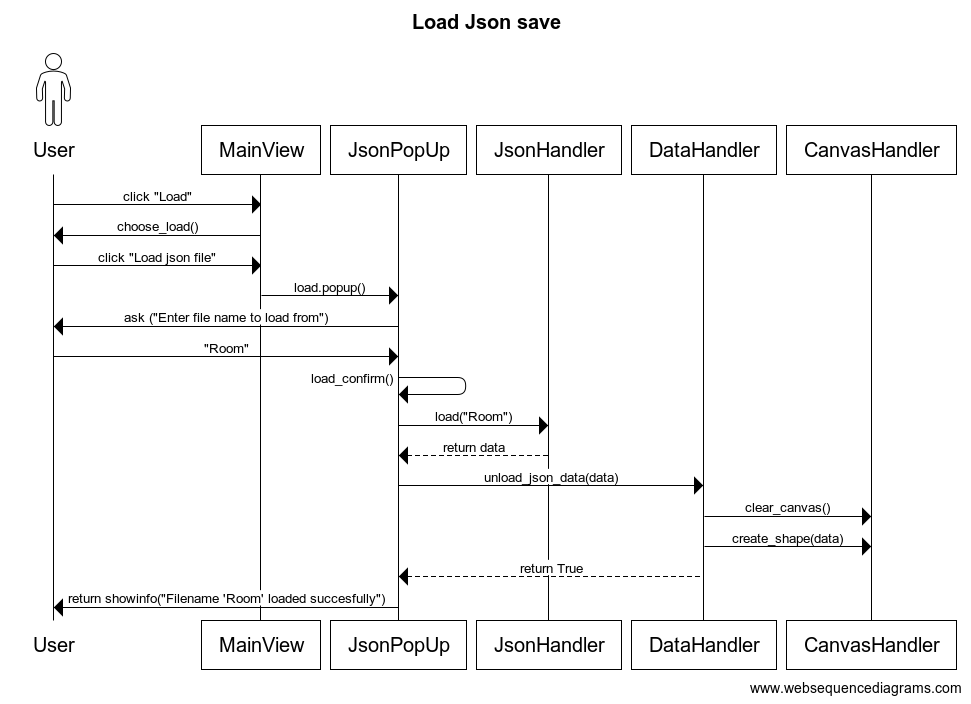 Load Json save
User
MainView
JsonPopUp
JsonHandler
DataHandler
CanvasHandler
click "Load"
choose_load()
click "Load json file"
load.popup()
ask ("Enter file name to load from")
"Room"
load_confirm()
load("Room")
return data
unload_json_data(data)
clear_canvas()
create_shape(data)
return True
return showinfo("Filename 'Room' loaded succesfully")
User
MainView
JsonPopUp
JsonHandler
DataHandler
CanvasHandler
www.websequencediagrams.com